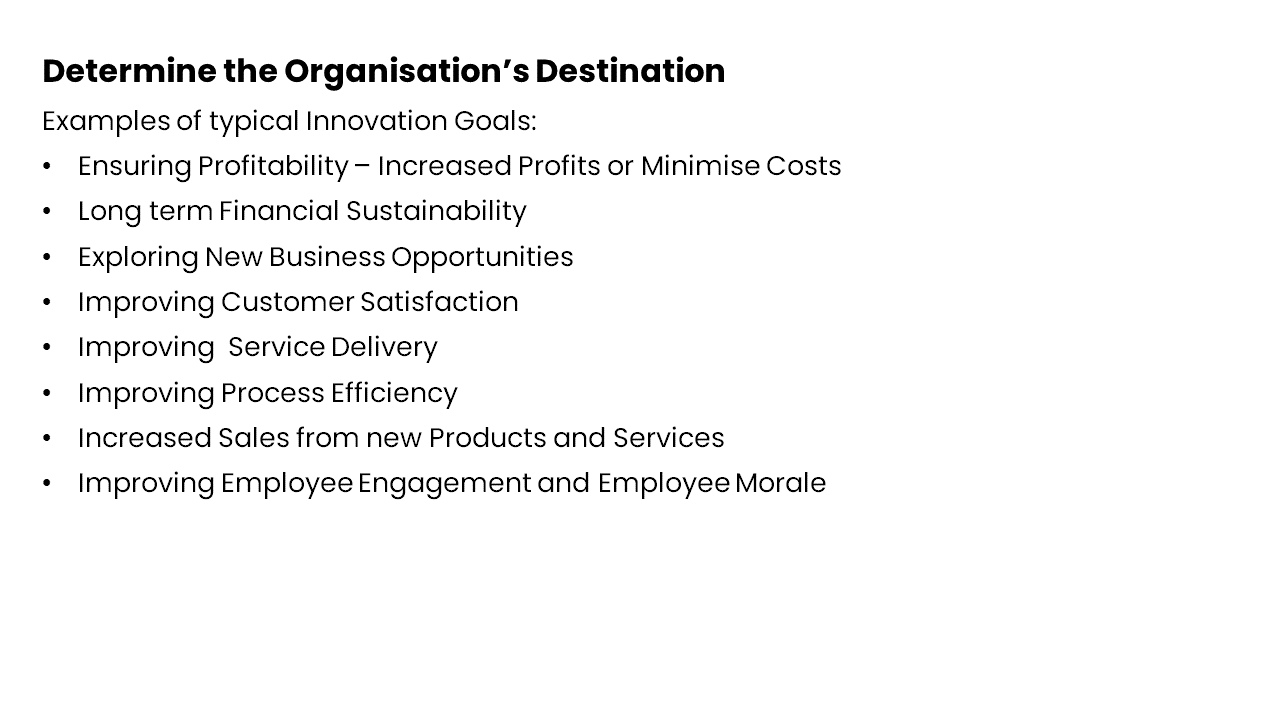 Determine the Organisation’s Destination
Examples of typical Innovation Goals:
• Ensuring Profitability – Increased Profits or Minimise Costs
• Long term Financial Sustainability
• Exploring New Business Opportunities
• Improving Customer Satisfaction
• Improving  Service Delivery
• Improving Process Efficiency
• Increased Sales from new Products and Services
• Improving Employee Engagement and Employee Morale